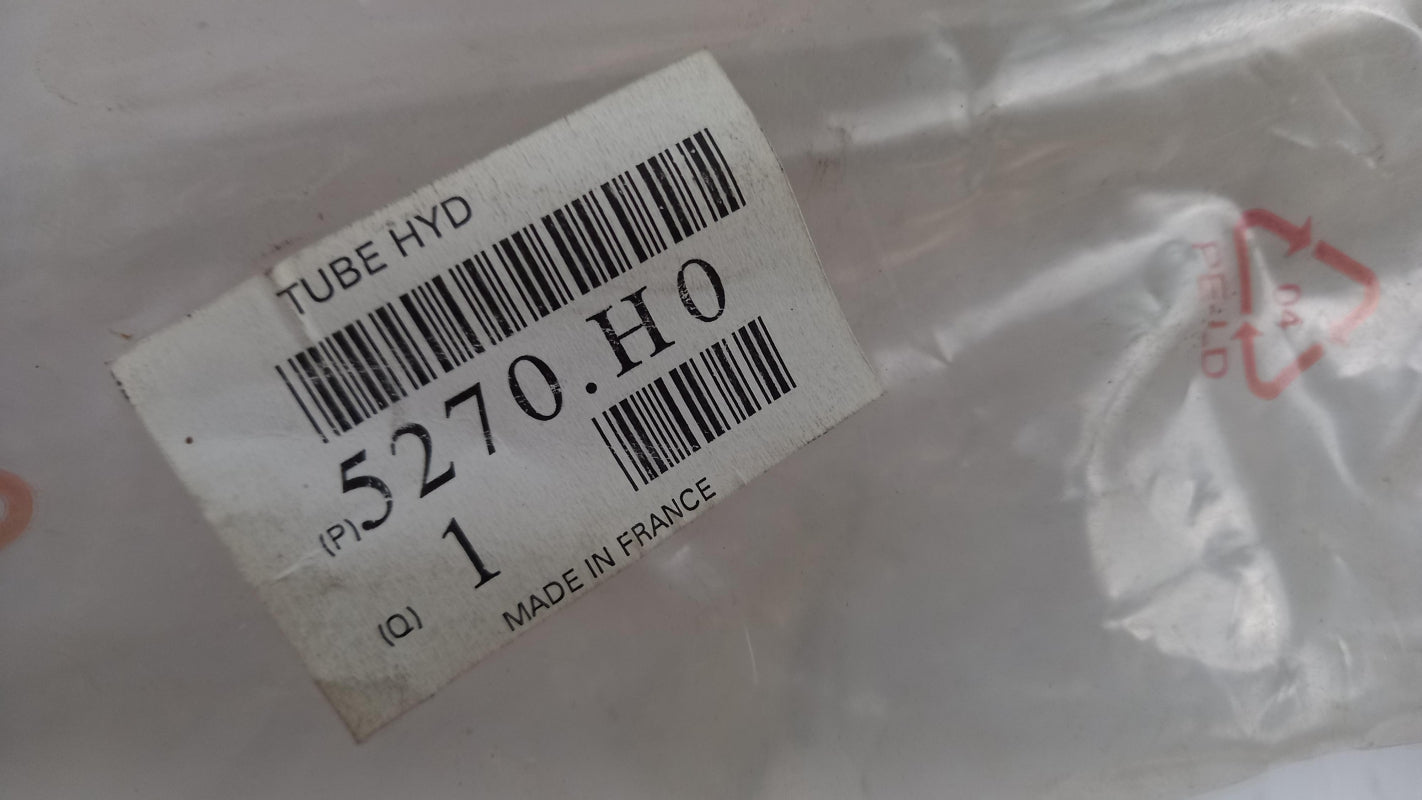 TUBE HYD
(P) 5270.H0
(Q) 1
MADE IN FRANCE
04
PE-LD